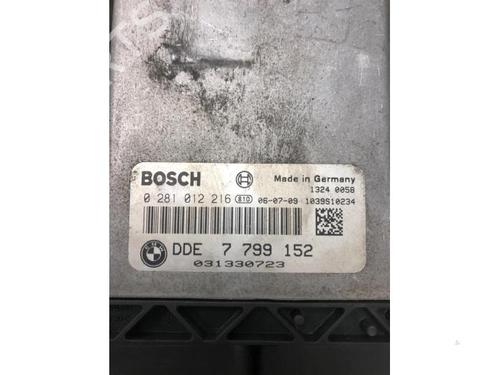 BOSCH
Made in Germany
1324 0058
0 281 012 216 810 06-07-09 1039S10234
DDE 7 799 152
031330723